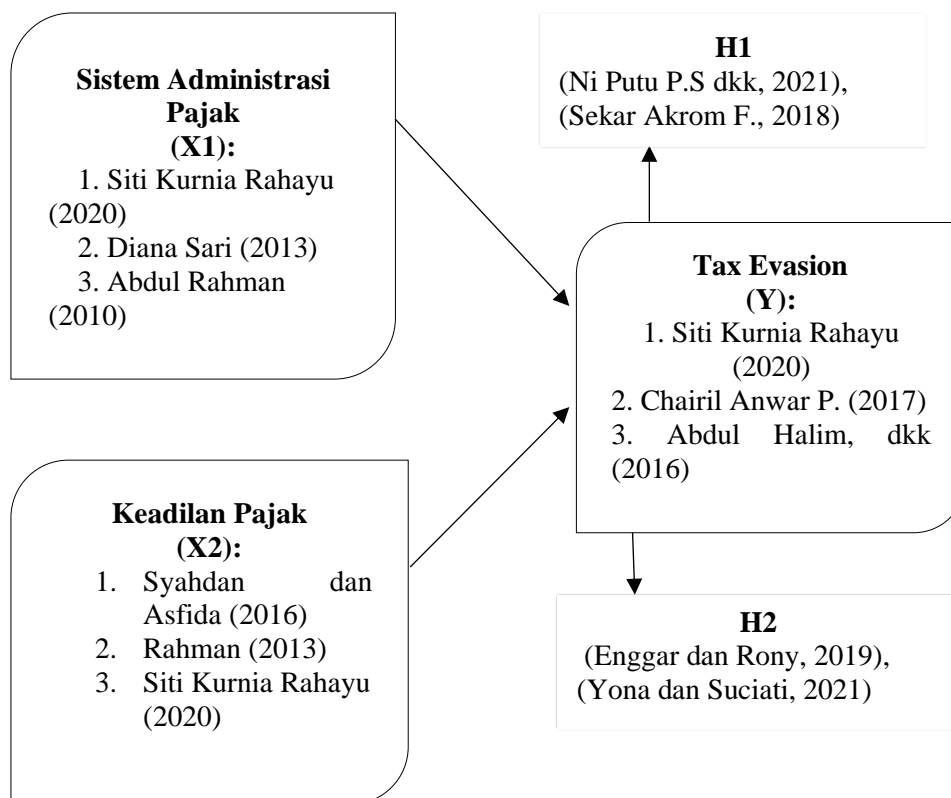 Sistem Administrasi
Pajak
(X1):
1. Siti Kurnia Rahayu
(2020)
2. Diana Sari (2013)
3. Abdul Rahman
(2010)
H1
(Ni Putu P.S dkk, 2021),
(Sekar Akrom F., 2018)
Tax Evasion
(Y):
1. Siti Kurnia Rahayu
(2020)
2. Chairil Anwar P. (2017)
3. Abdul Halim, dkk
(2016)
Keadilan Pajak
(X2):
1. Syahdan dan
Asfida (2016)
2. Rahman (2013)
3. Siti Kurnia Rahayu
(2020)
H2
(Enggar dan Rony, 2019),
(Yona dan Suciati, 2021)